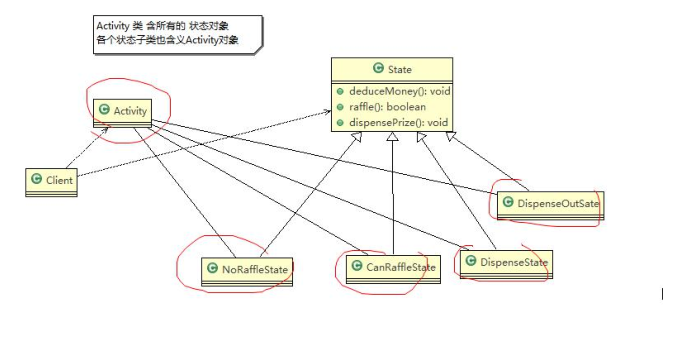 Activity 类 含所有的 状态对象
各个状态子类也含义Activity对象
C State
deduceMoney(): void
raffle(): boolean
dispensePrize(): void
C Activity
C Client
C DispenseOutSate
C NoRaffleState
C CanRaffleState
C DispenseState